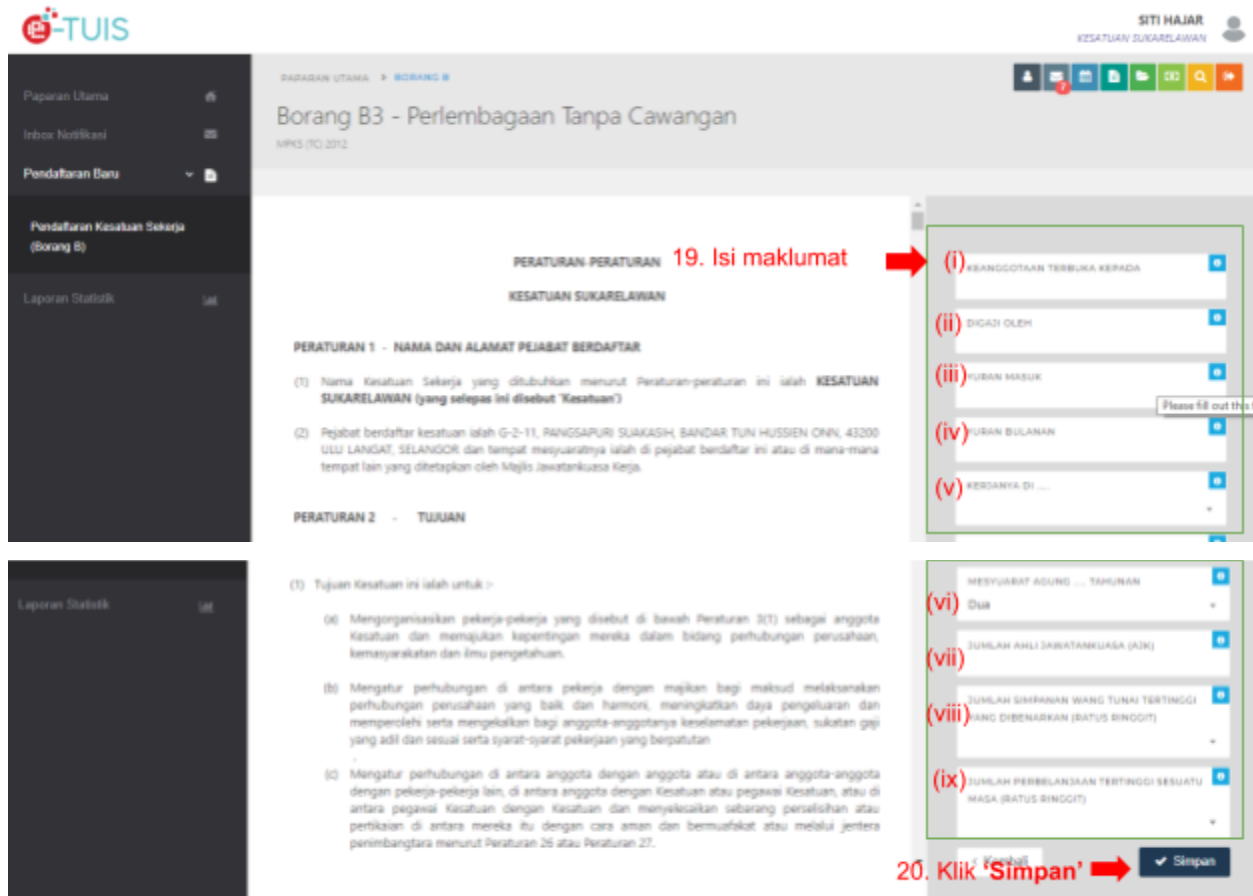 e-TUIS
SITI HAJAR
KESATUAN SUKARELAWAN
PAPARAN UTAMA > BORANG B
7
Borang B3 - Perlembagaan Tanpa Cawangan
MPKS (TC) 2012
Paparan Utama
Inbox Notifikasi
Pendaftaran Baru
Pendaftaran Kesatuan Sekerja
(Borang B)
Laporan Statistik
PERATURAN-PERATURAN
KESATUAN SUKARELAWAN
PERATURAN 1 - NAMA DAN ALAMAT PEJABAT BERDAFTAR
(1) Nama Kesatuan Sekerja yang ditubuhkan menurut Peraturan-peraturan ini ialah KESATUAN
SUKARELAWAN (yang selepas ini disebut 'Kesatuan')
(2) Pejabat berdaftar kesatuan ialah G-2-11, PANGSAPURI SUAKASIH, BANDAR TUN HUSSIEN ONN, 43200
ULU LANGAT, SELANGOR dan tempat mesyuaratnya ialah di pejabat berdaftar ini atau di mana-mana
tempat lain yang ditetapkan oleh Majlis Jawatankuasa Kerja.
PERATURAN 2 - TUJUAN
19. Isi maklumat
(i) KEANGGOTAAN TERBUKA KEPADA
(ii) DIGAJI OLEH
(iii) YURAN MASUK
Please fill out this
(iv) YURAN BULANAN
(v) KERJANYA DI ....
Laporan Statistik
(1) Tujuan Kesatuan ini ialah untuk :-
(a) Mengorganisasikan pekerja-pekerja yang disebut di bawah Peraturan 3(1) sebagai anggota
Kesatuan dan memajukan kepentingan mereka dalam bidang perhubungan perusahaan,
kemasyarakatan dan ilmu pengetahuan.
(b) Mengatur perhubungan di antara pekerja dengan majikan bagi maksud melaksanakan
perhubungan perusahaan yang baik dan harmoni, meningkatkan daya pengeluaran dan
memperolehi serta mengekalkan bagi anggota-anggotanya keselamatan pekerjaan, sukatan gaji
yang adil dan sesuai serta syarat-syarat pekerjaan yang berpatutan
.
(c) Mengatur perhubungan di antara anggota dengan anggota atau di antara anggota-anggota
dengan pekerja-pekerja lain, di antara anggota dengan Kesatuan atau pegawai Kesatuan, atau di
antara pegawai Kesatuan dengan Kesatuan dan menyelesaikan sebarang perselisihan atau
pertikaian di antara mereka itu dengan cara aman dan bermuafakat atau melalui jentera
penimbangtara menurut Peraturan 26 atau Peraturan 27.
(vi) MESYUARAT AGUNG .... TAHUNAN
Dua
(vii) JUMLAH AHLI JAWATANKUASA (AJK)
(viii) JUMLAH SIMPANAN WANG TUNAI TERTINGGI
YANG DIBENARKAN (RATUS RINGGIT)
(ix) JUMLAH PERBELANJAAN TERTINGGI SESUATU
MASA (RATUS RINGGIT)
Kembali
20. Klik 'Simpan'
Simpan